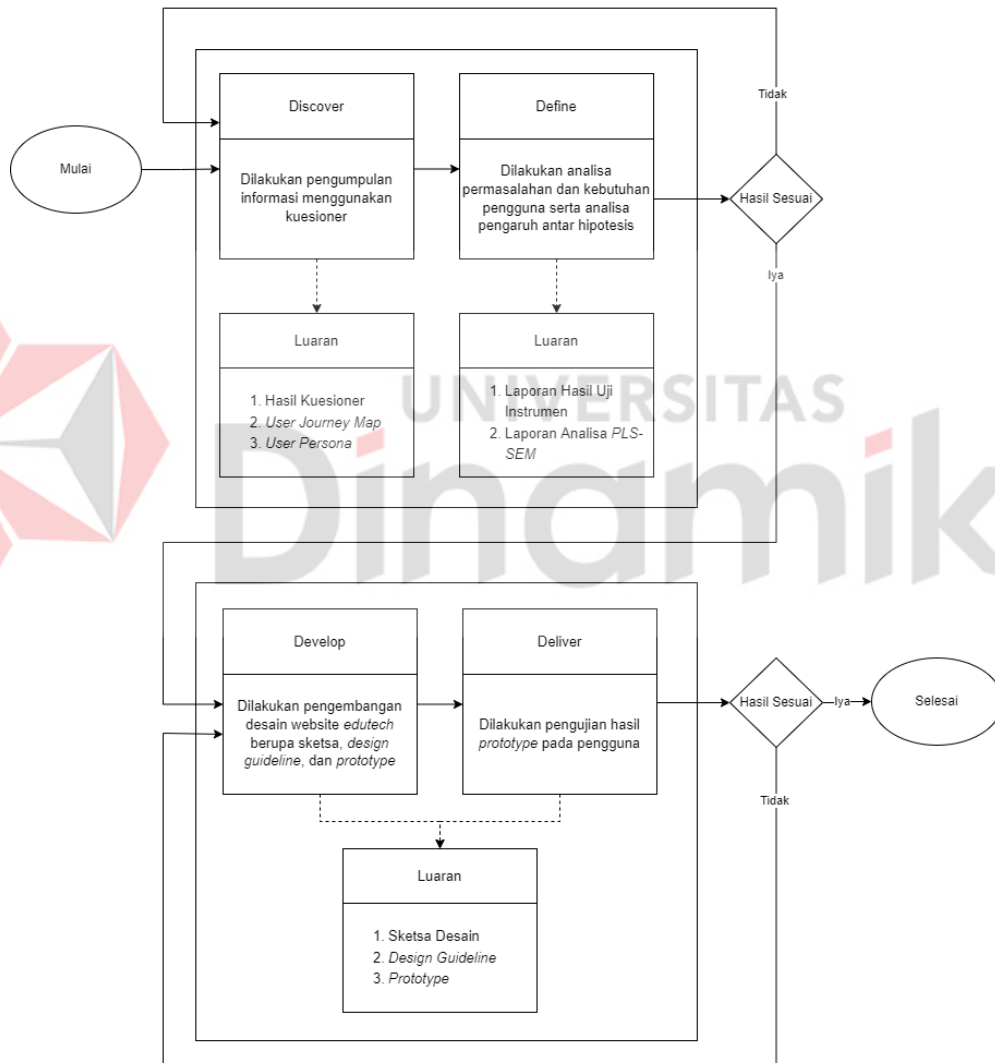 Mulai
Discover
Dilakukan pengumpulan
informasi menggunakan
kuesioner
Define
Dilakukan analisa
permasalahan dan kebutuhan
pengguna serta analisa
pengaruh antar hipotesis
Tidak
Hasil Sesuai
Iya
Luaran
1. Hasil Kuesioner
2. User Journey Map
3. User Persona
Luaran
1. Laporan Hasil Uji
Instrumen
2. Laporan Analisa PLS-
SEM
UNIVERSITAS
Dinamik
Develop
Dilakukan pengembangan
desain website edutech
berupa sketsa, design
guideline, dan prototype
Deliver
Dilakukan pengujian hasil
prototype pada pengguna
Hasil Sesuai
Iya
Selesai
Tidak
Luaran
1. Sketsa Desain
2. Design Guideline
3. Prototype